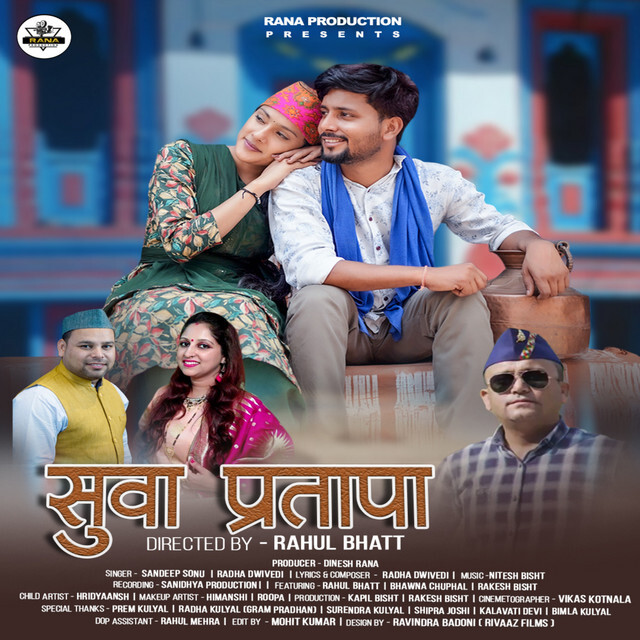 RANA PRODUCTION
PRESENTS
RANA
PRODUCTION
सुवा प्रतापा
DIRECTED BY - RAHUL BHATT
PRODUCER - DINESH RANA
SINGER - SANDEEP SONU | RADHA DWIVEDI | LYRICS & COMPOSER - RADHA DWIVEDI | MUSIC -NITESH BISHT
RECORDING - SANIDHYA PRODUCTION | | FEATURING - RAHUL BHATT | BHAWNA CHUPHAL | RAKESH BISHT
CHILD ARTIST - HRIDYAANSH | MAKEUP ARTIST - HIMANSHI | ROOPA | PRODUCTION - KAPIL BISHT | RAKESH BISHT | CINEMETOGRAPHER - VIKAS KOTNALA
SPECIAL THANKS - PREM KULYAL | RADHA KULYAL (GRAM PRADHAN) | SURENDRA KULYAL | SHIPRA JOSHI | KALAVATI DEVI | BIMLA KULYAL
DOP ASSISTANT - RAHUL MEHRA | EDIT BY - MOHIT KUMAR | DESIGN BY - RAVINDRA BADONI ( RIVAAZ FILMS )